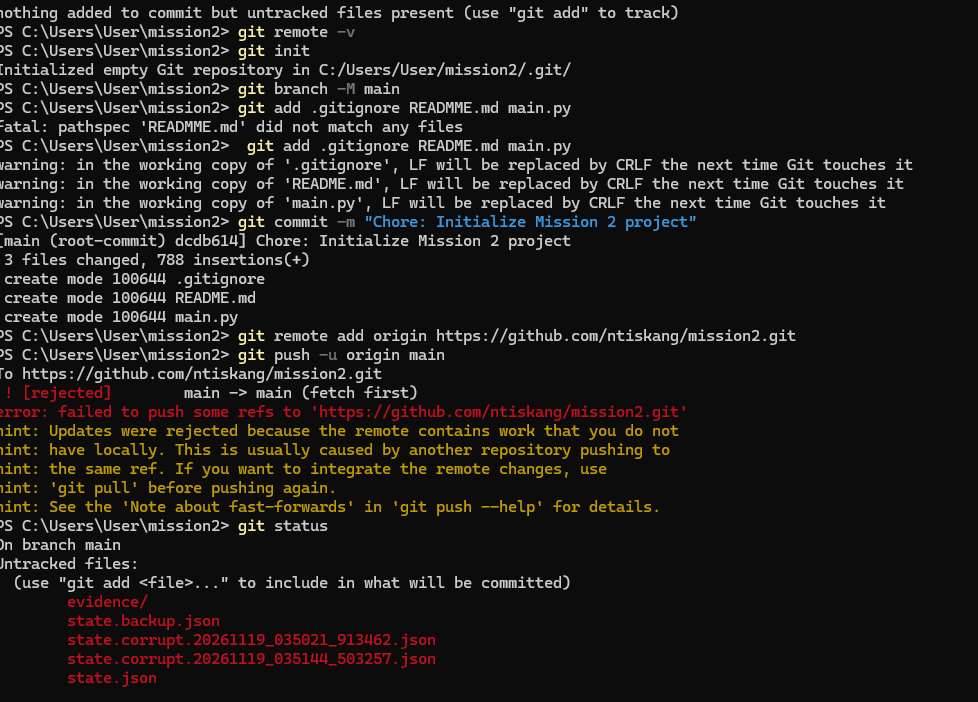 nothing added to commit but untracked files present (use "git add" to track)
PS C:\Users\User\mission2> git remote -v
PS C:\Users\User\mission2> git init
Initialized empty Git repository in C:/Users/User/mission2/.git/
PS C:\Users\User\mission2> git branch -M main
PS C:\Users\User\mission2> git add .gitignore READMME.md main.py
fatal: pathspec 'READMME.md' did not match any files
PS C:\Users\User\mission2>  git add .gitignore README.md main.py
warning: in the working copy of '.gitignore', LF will be replaced by CRLF the next time Git touches it
warning: in the working copy of 'README.md', LF will be replaced by CRLF the next time Git touches it
warning: in the working copy of 'main.py', LF will be replaced by CRLF the next time Git touches it
PS C:\Users\User\mission2> git commit -m "Chore: Initialize Mission 2 project"
[main (root-commit) dcdb614] Chore: Initialize Mission 2 project
 3 files changed, 788 insertions(+)
 create mode 100644 .gitignore
 create mode 100644 README.md
 create mode 100644 main.py
PS C:\Users\User\mission2> git remote add origin https://github.com/ntiskang/mission2.git
PS C:\Users\User\mission2> git push -u origin main
To https://github.com/ntiskang/mission2.git
 ! [rejected]        main -> main (fetch first)
error: failed to push some refs to 'https://github.com/ntiskang/mission2.git'
hint: Updates were rejected because the remote contains work that you do not
hint: have locally. This is usually caused by another repository pushing to
hint: the same ref. If you want to integrate the remote changes, use
hint: 'git pull' before pushing again.
hint: See the 'Note about fast-forwards' in 'git push --help' for details.
PS C:\Users\User\mission2> git status
On branch main
Untracked files:
  (use "git add <file>..." to include in what will be committed)
        evidence/
        state.backup.json
        state.corrupt.20261119_035021_913462.json
        state.corrupt.20261119_035144_503257.json
        state.json